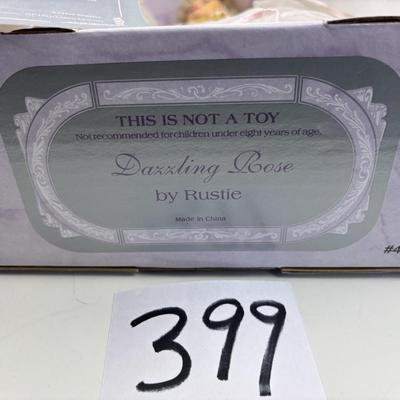 THIS IS NOT A TOY
Not recommended for children under eight years of age.
Dazzling Rose
by Rustie
Made in China
#4
399